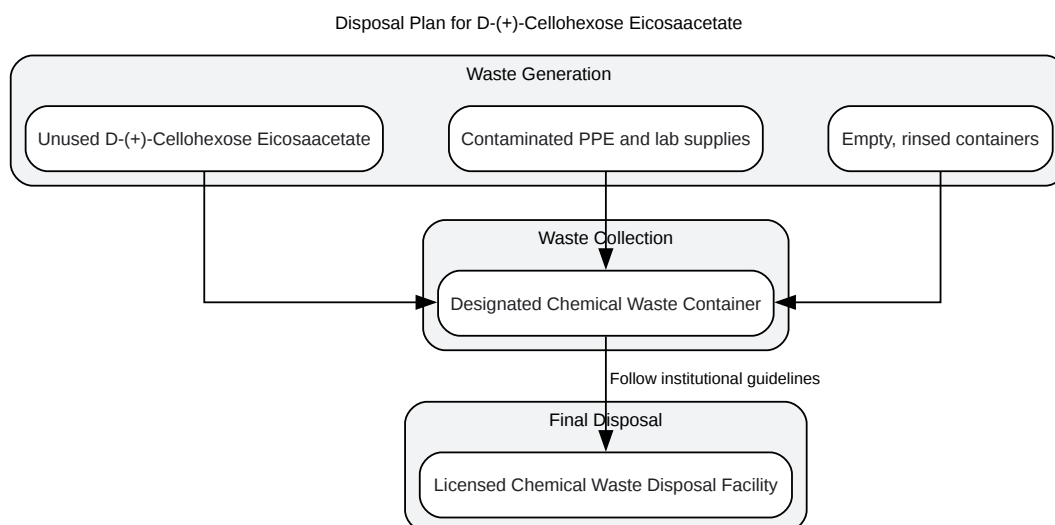 Disposal Plan for D-(+)-Cellohexose Eicosaacetate
Waste Generation
Unused D-(+)-Cellohexose Eicosaacetate
Contaminated PPE and lab supplies
Empty, rinsed containers
Waste Collection
Designated Chemical Waste Container
Follow institutional guidelines
Final Disposal
Licensed Chemical Waste Disposal Facility